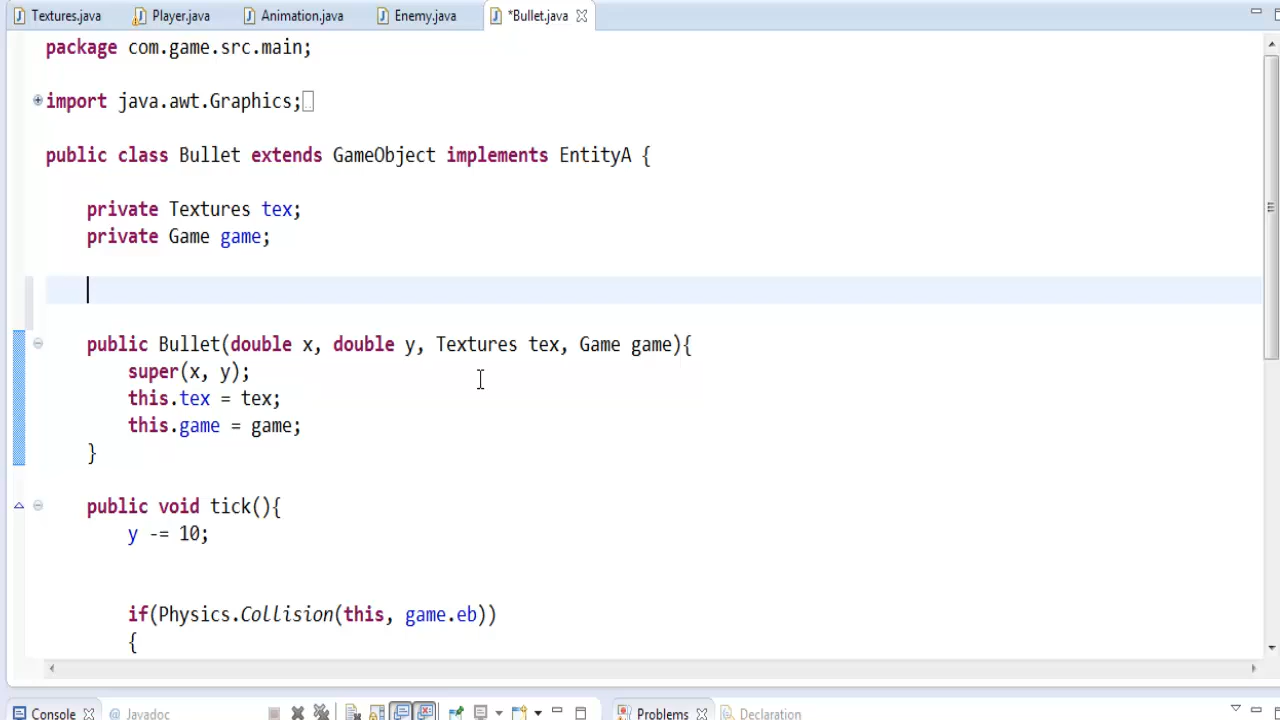 Textures.java Player.java Animation.java Enemy.java *Bullet.java
package com.game.src.main;
import java.awt.Graphics;
public class Bullet extends GameObject implements EntityA {
private Textures tex;
private Game game;
public Bullet(double x, double y, Textures tex, Game game){
super(x, y);
this.tex = tex;
this.game = game;
}
public void tick(){
y -= 10;
if(Physics.Collision(this, game.eb))
{
Console @ Javadoc Problems Declaration